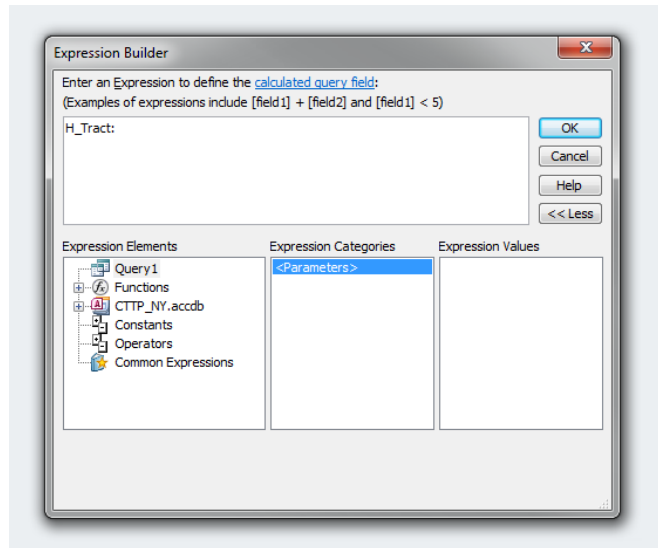 Expression Builder
Enter an Expression to define the calculated query field:
(Examples of expressions include [field1] + [field2] and [field1] < 5)
H_Tract:
OK
Cancel
Help
<< Less
Expression Elements
Expression Categories
Expression Values
Query1
<Parameters>
Functions
CTTP_NY.accdb
Constants
Operators
Common Expressions